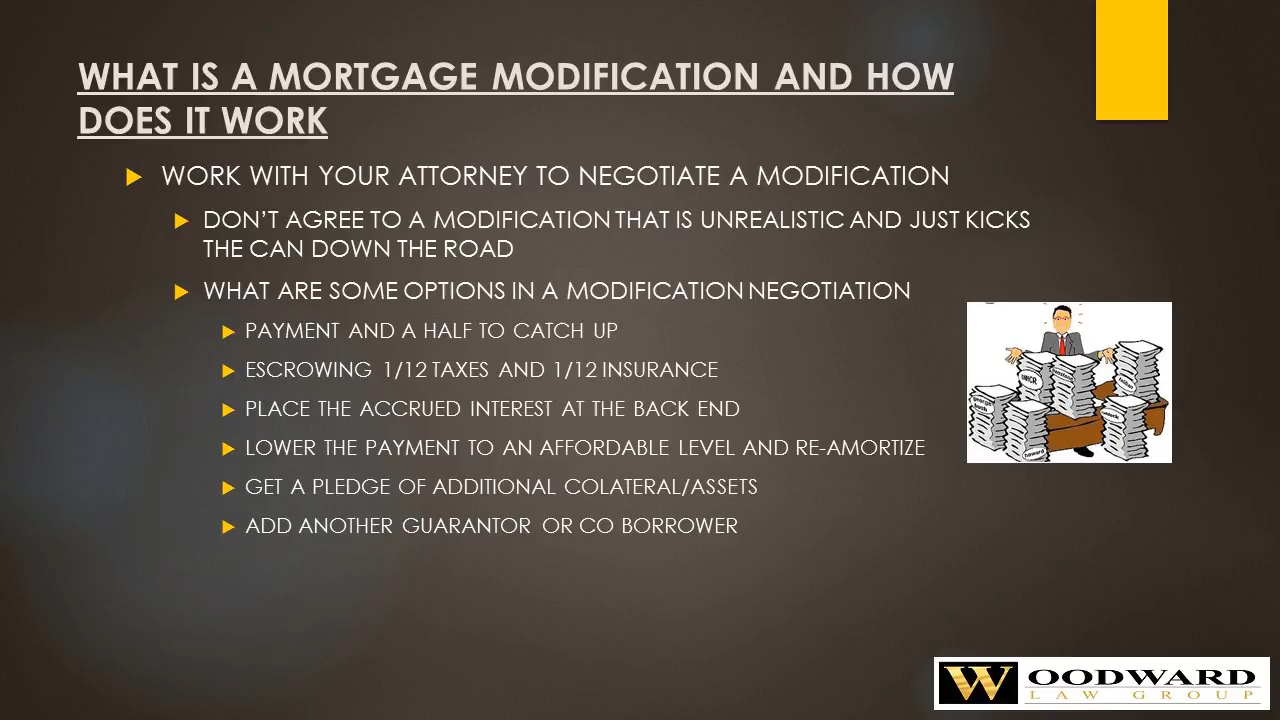 WHAT IS A MORTGAGE MODIFICATION AND HOW
DOES IT WORK
WORK WITH YOUR ATTORNEY TO NEGOTIATE A MODIFICATION
DON'T AGREE TO A MODIFICATION THAT IS UNREALISTIC AND JUST KICKS
THE CAN DOWN THE ROAD
WHAT ARE SOME OPTIONS IN A MODIFICATION NEGOTIATION
PAYMENT AND A HALF TO CATCH UP
ESCROWING 1/12 TAXES AND 1/12 INSURANCE
PLACE THE ACCRUED INTEREST AT THE BACK END
LOWER THE PAYMENT TO AN AFFORDABLE LEVEL AND RE-AMORTIZE
GET A PLEDGE OF ADDITIONAL COLATERAL/ASSETS
ADD ANOTHER GUARANTOR OR CO BORROWER
howard
WOODWARD
LAW GROUP